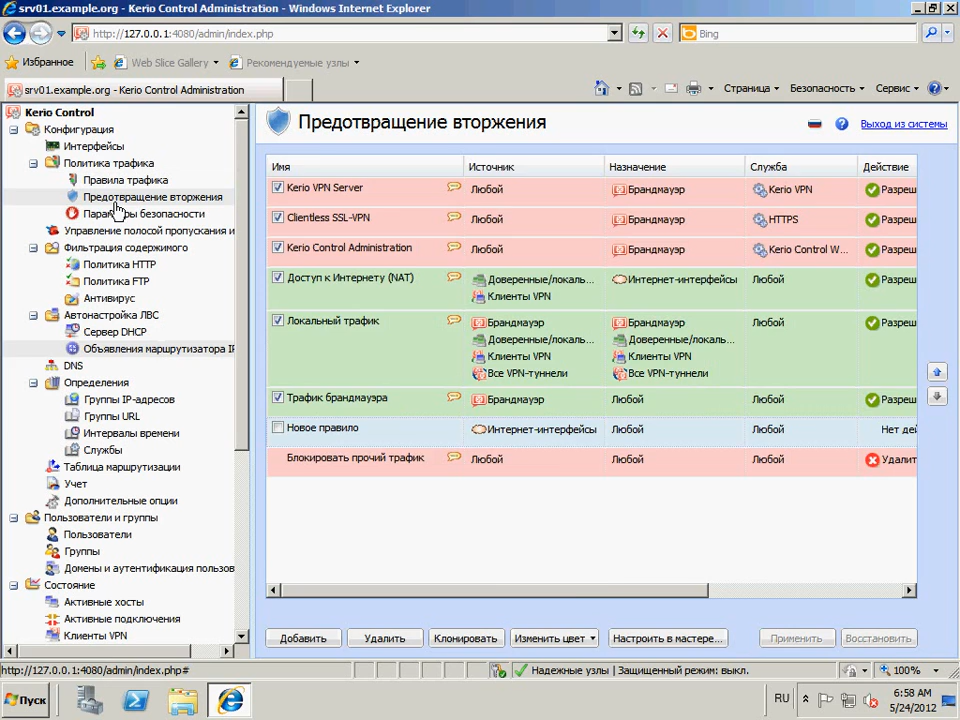 srv01.example.org - Kerio Control Administration - Windows Internet Explorer
http://127.0.0.1:4080/admin/index.php
Bing
Избранное
Web Slice Gallery
Рекомендуемые узлы
srv01.example.org - Kerio Control Administration
Страница
Безопасность
Сервис
Kerio Control
Конфигурация
Интерфейсы
Политика трафика
Правила трафика
Предотвращение вторжения
Параметры безопасности
Управление полосой пропускания и
Фильтрация содержимого
Политика HTTP
Политика FTP
Антивирус
Автонастройка ЛВС
Сервер DHCP
Объявления маршрутизатора IP
DNS
Определения
Группы IP-адресов
Группы URL
Интервалы времени
Службы
Таблица маршрутизации
Учет
Дополнительные опции
Пользователи и группы
Пользователи
Группы
Домены и аутентификация пользов
Состояние
Активные хосты
Активные подключения
Клиенты VPN
Предотвращение вторжения
Выход из системы
Имя Источник Назначение Служба Действие
Kerio VPN Server Любой Брандмауэр Kerio VPN Разреш
Clientless SSL-VPN Любой Брандмауэр HTTPS Разреш
Kerio Control Administration Любой Брандмауэр Kerio Control W... Разреш
Доступ к Интернету (NAT) Доверенные/локаль... Интернет-интерфейсы Любой Разреш
Клиенты VPN
Локальный трафик Брандмауэр Брандмауэр Любой Разреш
Доверенные/локаль... Доверенные/локаль...
Клиенты VPN Клиенты VPN
Все VPN-туннели Все VPN-туннели
Трафик брандмауэра Брандмауэр Любой Любой Разреш
Новое правило Интернет-интерфейсы Любой Любой Нет дей
Блокировать прочий трафик Любой Любой Любой Удалит
Добавить
Удалить
Клонировать
Изменить цвет
Настроить в мастере...
Применить
Восстановить
http://127.0.0.1:4080/admin/index.php#
Надежные узлы | Защищенный режим: выкл.
100%
Пуск
RU
6:58 AM
5/24/2012